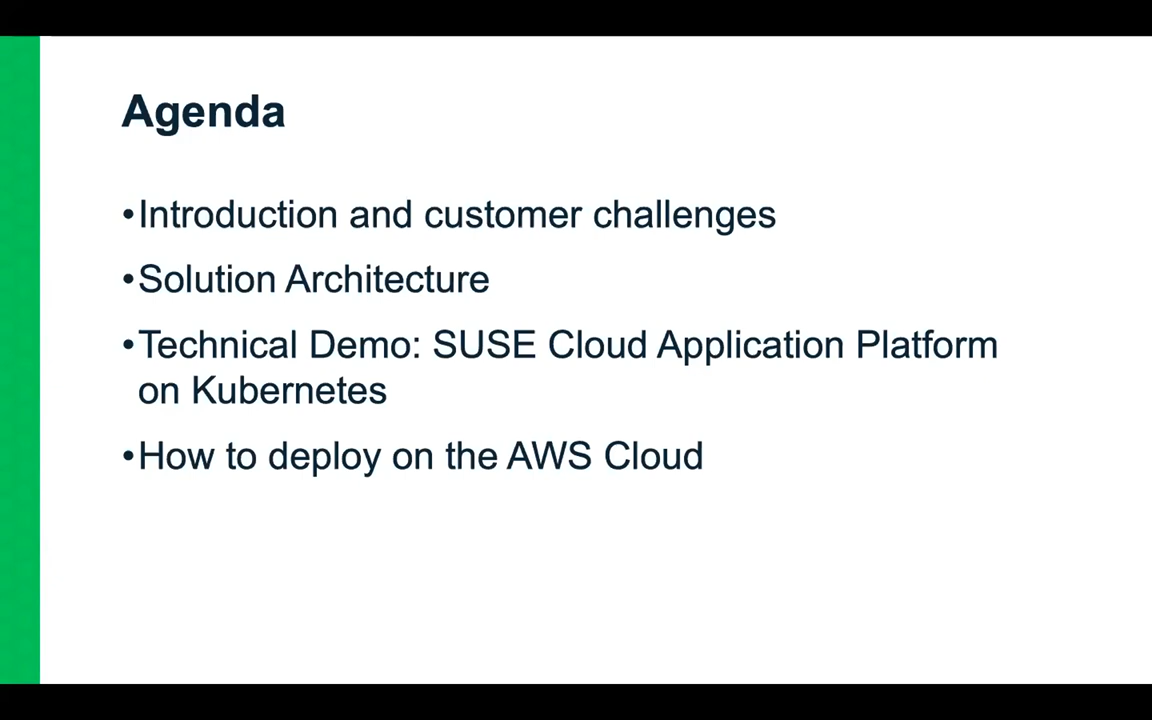 Agenda
•Introduction and customer challenges
•Solution Architecture
•Technical Demo: SUSE Cloud Application Platform
on Kubernetes
•How to deploy on the AWS Cloud